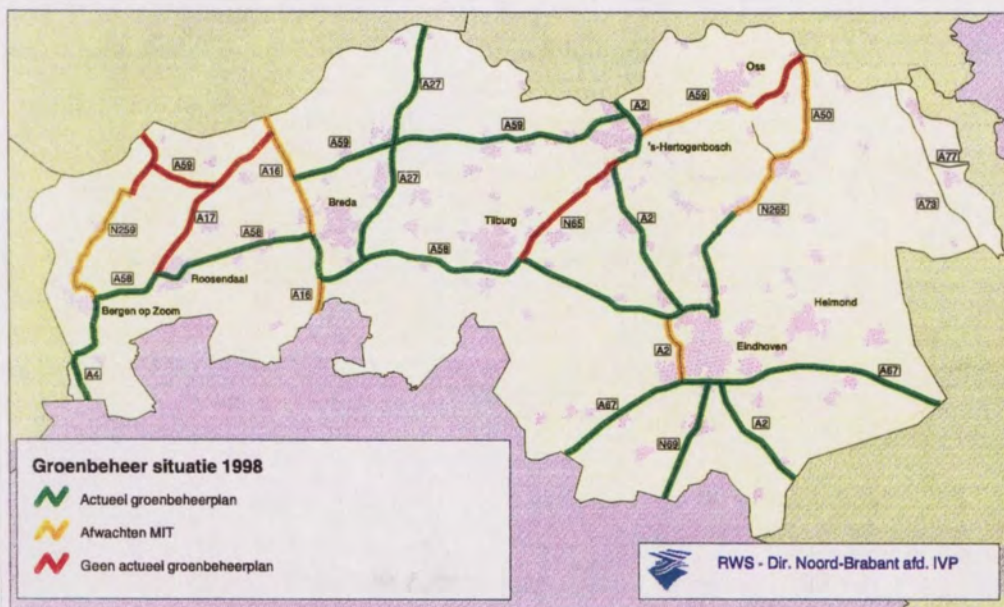 A27
A2
Oss
A59
A50
A59
A59
's-Hertogenbosch
A77
A59
A16
A27
Breda
A73
A17
Tilburg
N65
A2
N265
N259
A58
A58
A58
Roosendaal
A16
Bergen op Zoom
Helmond
A2
Eindhoven
A4
A67
A67
A2
N69
Groenbeheer situatie 1998
Actueel groenbeheerplan
Afwachten MIT
Geen actueel groenbeheerplan
RWS - Dir. Noord-Brabant afd. IVP